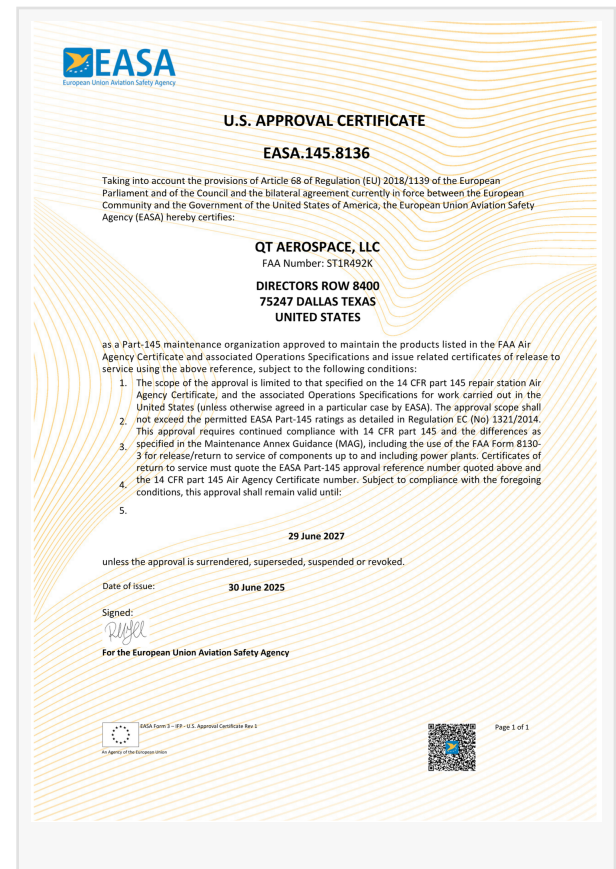 EASA
European Union Aviation Safety Agency
U.S. APPROVAL CERTIFICATE
EASA.145.8136
Taking into account the provisions of Article 68 of Regulation (EU) 2018/1139 of the European
Parliament and of the Council and the bilateral agreement currently in force between the European
Community and the Government of the United States of America, the European Union Aviation Safety
Agency (EASA) hereby certifies:
QT AEROSPACE, LLC
FAA Number: ST1R492K
DIRECTORS ROW 8400
75247 DALLAS TEXAS
UNITED STATES
as a Part-145 maintenance organization approved to maintain the products listed in the FAA Air
Agency Certificate and associated Operations Specifications and issue related certificates of release to
service using the above reference, subject to the following conditions:
1. The scope of the approval is limited to that specified on the 14 CFR part 145 repair station Air
Agency Certificate, and the associated Operations Specifications for work carried out in the
United States (unless otherwise agreed in a particular case by EASA). The approval scope shall
2. not exceed the permitted EASA Part-145 ratings as detailed in Regulation EC (No) 1321/2014.
This approval requires continued compliance with 14 CFR part 145 and the differences as
3. specified in the Maintenance Annex Guidance (MAG), including the use of the FAA Form 8130-
3 for release/return to service of components up to and including power plants. Certificates of
return to service must quote the EASA Part-145 approval reference number quoted above and
4. the 14 CFR part 145 Air Agency Certificate number. Subject to compliance with the foregoing
conditions, this approval shall remain valid until:
5.
29 June 2027
unless the approval is surrendered, superseded, suspended or revoked.
Date of issue: 30 June 2025
Signed:
For the European Union Aviation Safety Agency
EASA Form 3 – IFP - U.S. Approval Certificate Rev 1
Page 1 of 1
An Agency of the European Union